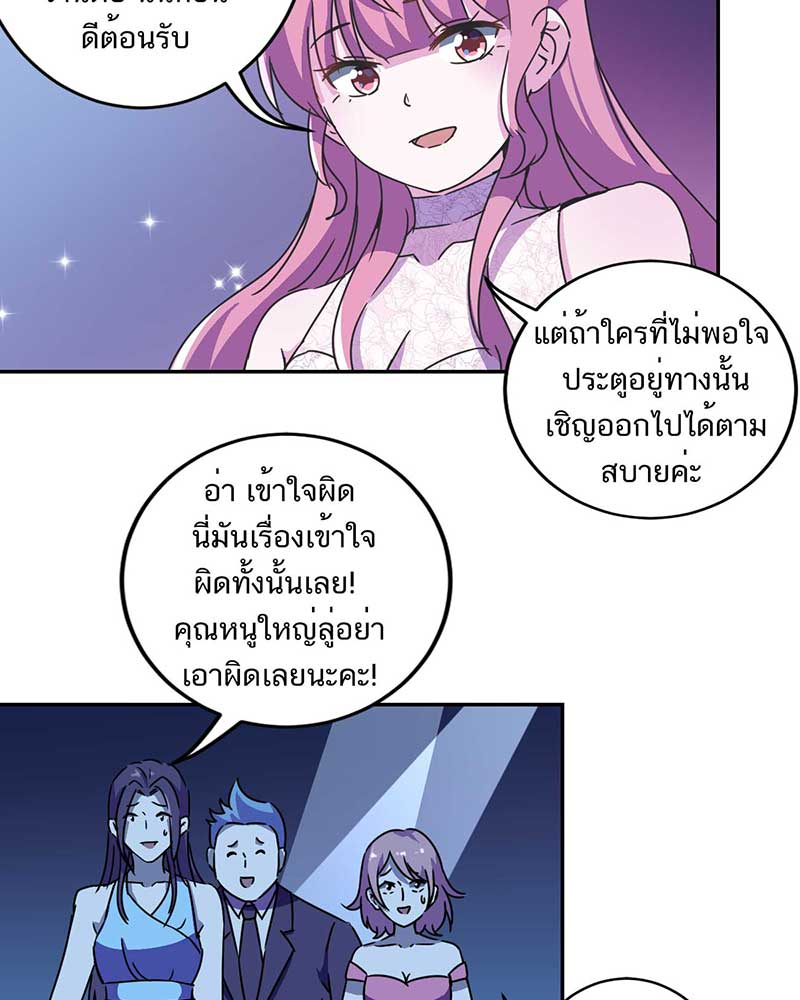 ดีต้อนรับ
แต่ถ้าใครที่ไม่พอใจ
ประตูอยู่ทางนั้น
เชิญออกไปได้ตาม
สบายค่ะ
อ่า เข้าใจผิด
นี่มันเรื่องเข้าใจ
ผิดทั้งนั้นเลย!
คุณหนูใหญ่ลู่อย่า
เอาผิดเลยนะคะ!